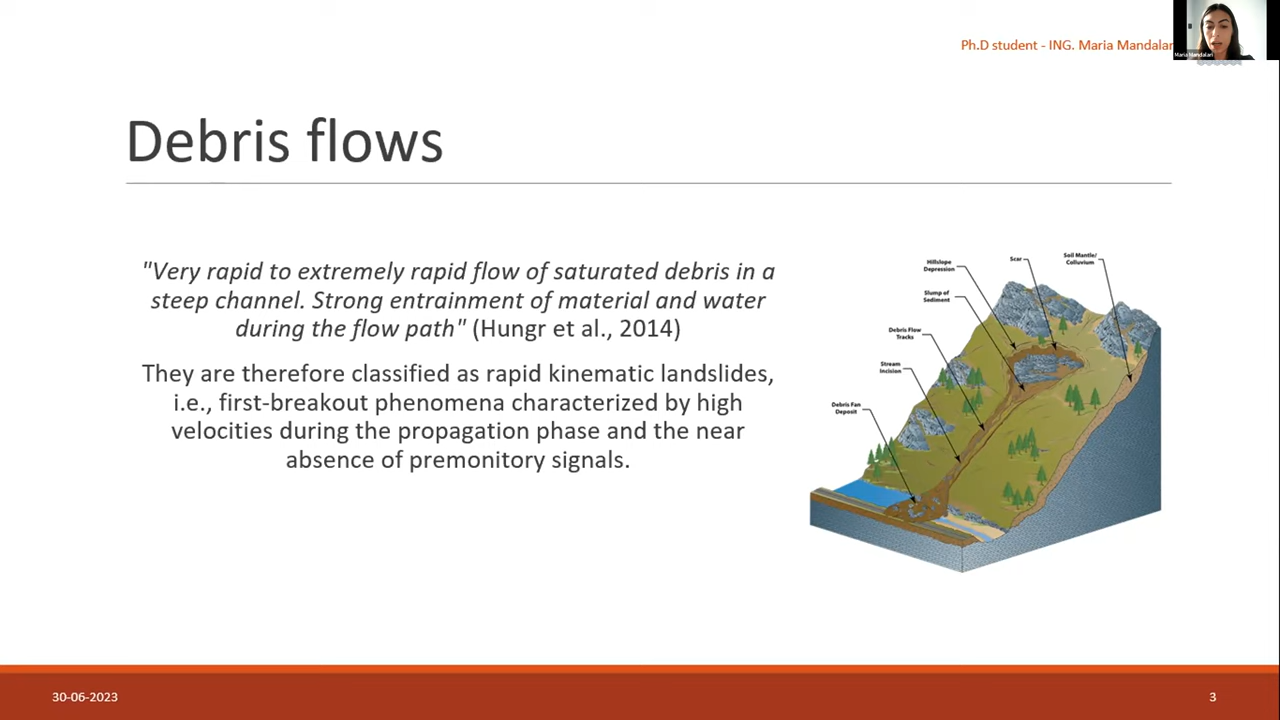 Ph.D student - ING. Maria Mandalar
Maria Mandalari
Debris flows
"Very rapid to extremely rapid flow of saturated debris in a
steep channel. Strong entrainment of material and water
during the flow path" (Hungr et al., 2014)
They are therefore classified as rapid kinematic landslides,
i.e., first-breakout phenomena characterized by high
velocities during the propagation phase and the near
absence of premonitory signals.
Hillslope
Depression
Scar
Soil Mantle/
Colluvium
Slump of
Sediment
Debris Flow
Tracks
Stream
Incision
Debris Fan
Deposit
30-06-2023
3